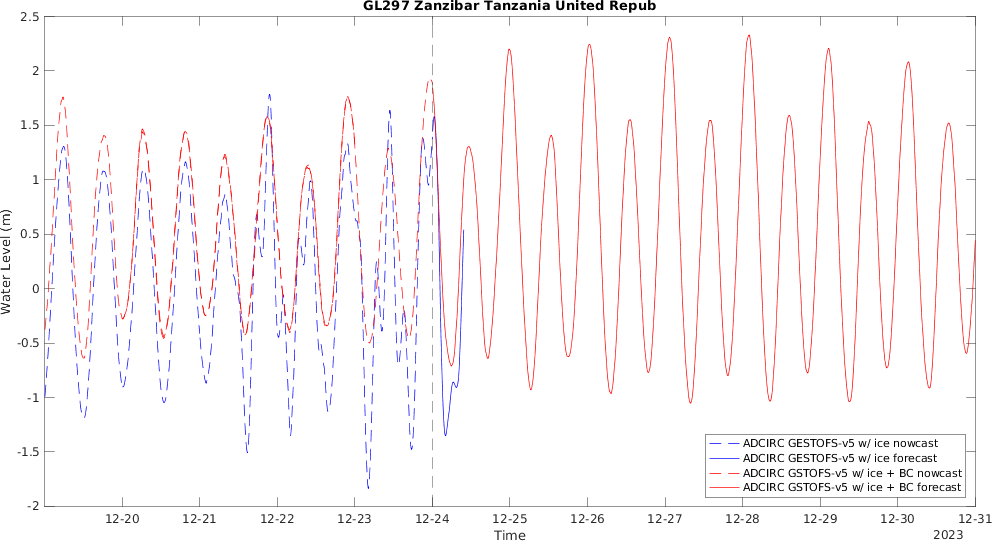 GL297 Zanzibar Tanzania United Repub
2.5
2
1.5
1
0.5
0
-0.5
-1
-1.5
-2
Water Level (m)
ADCIRC GESTOFS-v5 w/ ice nowcast
ADCIRC GESTOFS-v5 w/ ice forecast
ADCIRC GSTOFS-v5 w/ ice + BC nowcast
ADCIRC GSTOFS-v5 w/ ice + BC forecast
12-20 12-21 12-22 12-23 12-24 12-25 12-26 12-27 12-28 12-29 12-30 12-31
Time
2023